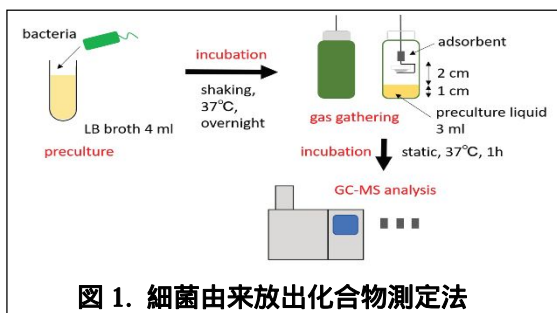 bacteria
LB broth 4 ml
preculture
incubation
shaking,
37℃,
overnight
gas gathering
adsorbent
2 cm
1 cm
preculture liquid
3 ml
incubation
static, 37℃, 1h
GC-MS analysis
図 1. 細菌由来放出化合物測定法